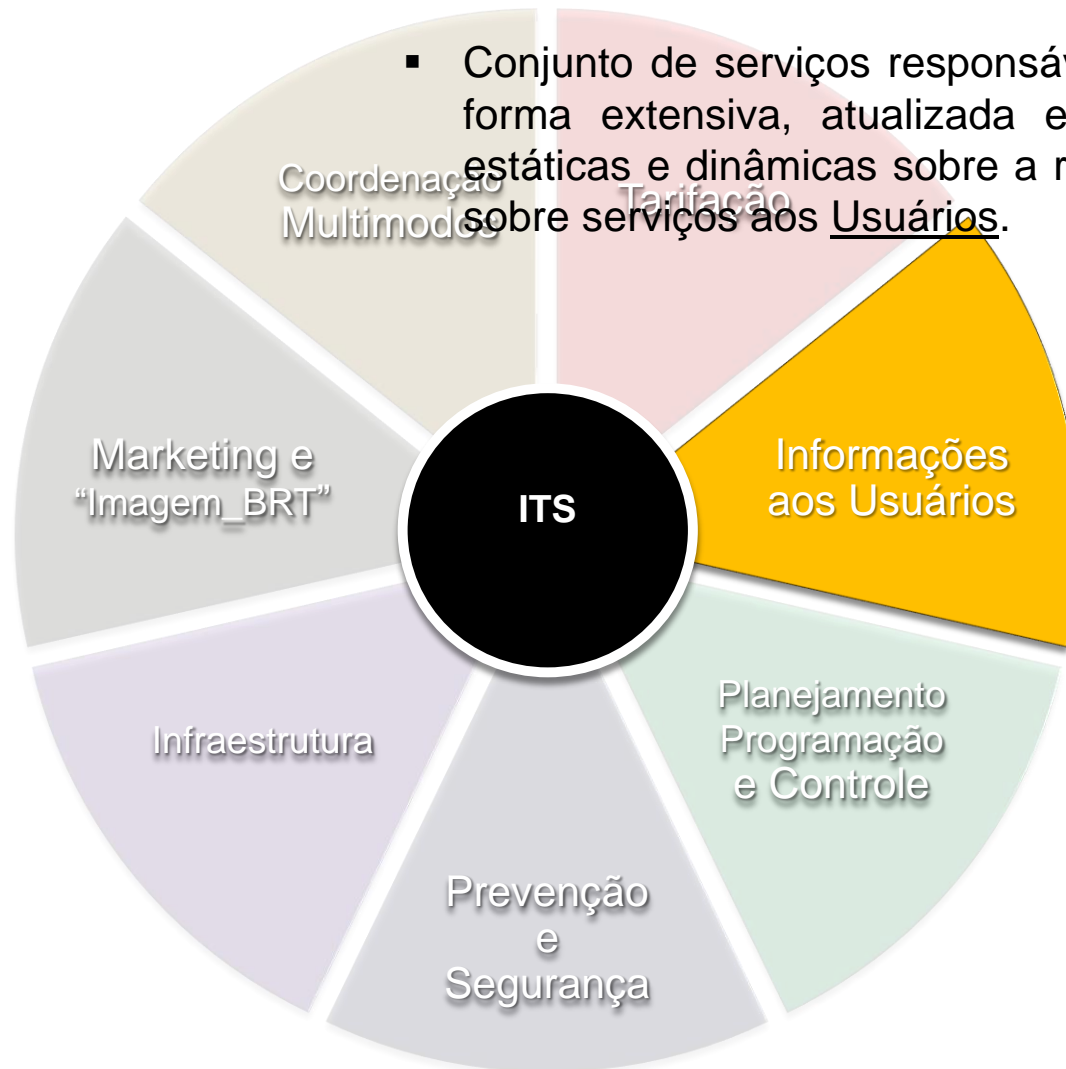 ▪ Conjunto de serviços
forma extensiva, atualizada e
estáticas e dinâmicas sobre a
sobre serviços aos Usuários.
Coordenação
Multimodos
Tarifação
Informações
aos Usuários
Marketing e
“Imagem_BRT”
ITS
Planejamento
Programação
e Controle
Infraestrutura
Prevenção
e
Segurança